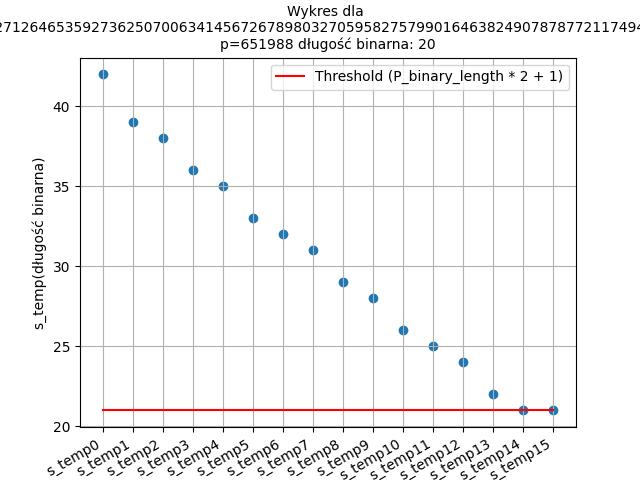 Wykres dla
27126465359273625070063414567267898032705958275799016463824907878772117494
p=651988 długość binarna: 20
Threshold (P_binary_length * 2 + 1)
s_temp(długość binarna)
40
35
30
25
20
s_temp0
s_temp1
s_temp2
s_temp3
s_temp4
s_temp5
s_temp6
s_temp7
s_temp8
s_temp9
s_temp10
s_temp11
s_temp12
s_temp13
s_temp14
s_temp15